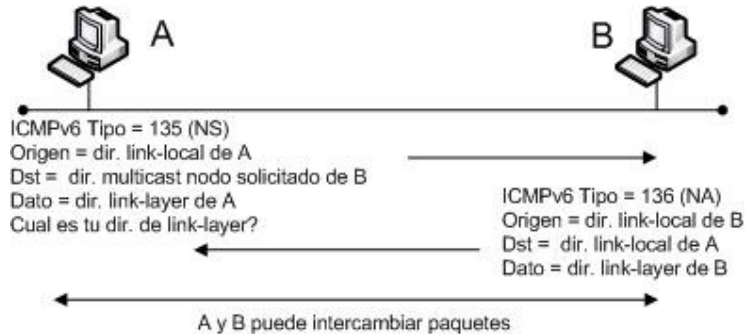 A
B
ICMPv6 Tipo = 135 (NS)
Origen = dir. link-local de A
Dst = dir. multicast nodo solicitado de B
Dato = dir. link-layer de A
Cual es tu dir. de link-layer?
ICMPv6 Tipo = 136 (NA)
Origen = dir. link-local de B
Dst = dir. link-local de A
Dato = dir. link-layer de B
A y B puede intercambiar paquetes